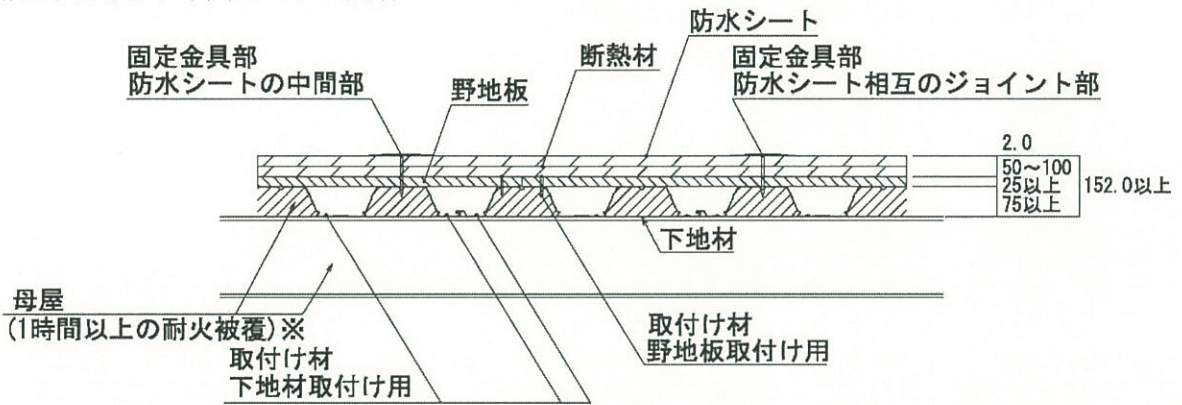 防水シート
固定金具部
防水シートの中間部
野地板
断熱材
固定金具部
防水シート相互のジョイント部
2.0
50~100
25以上
75以上
152.0以上
下地材
母屋
(1時間以上の耐火被覆)※
取付け材
下地材取付け用
取付け材
野地板取付け用